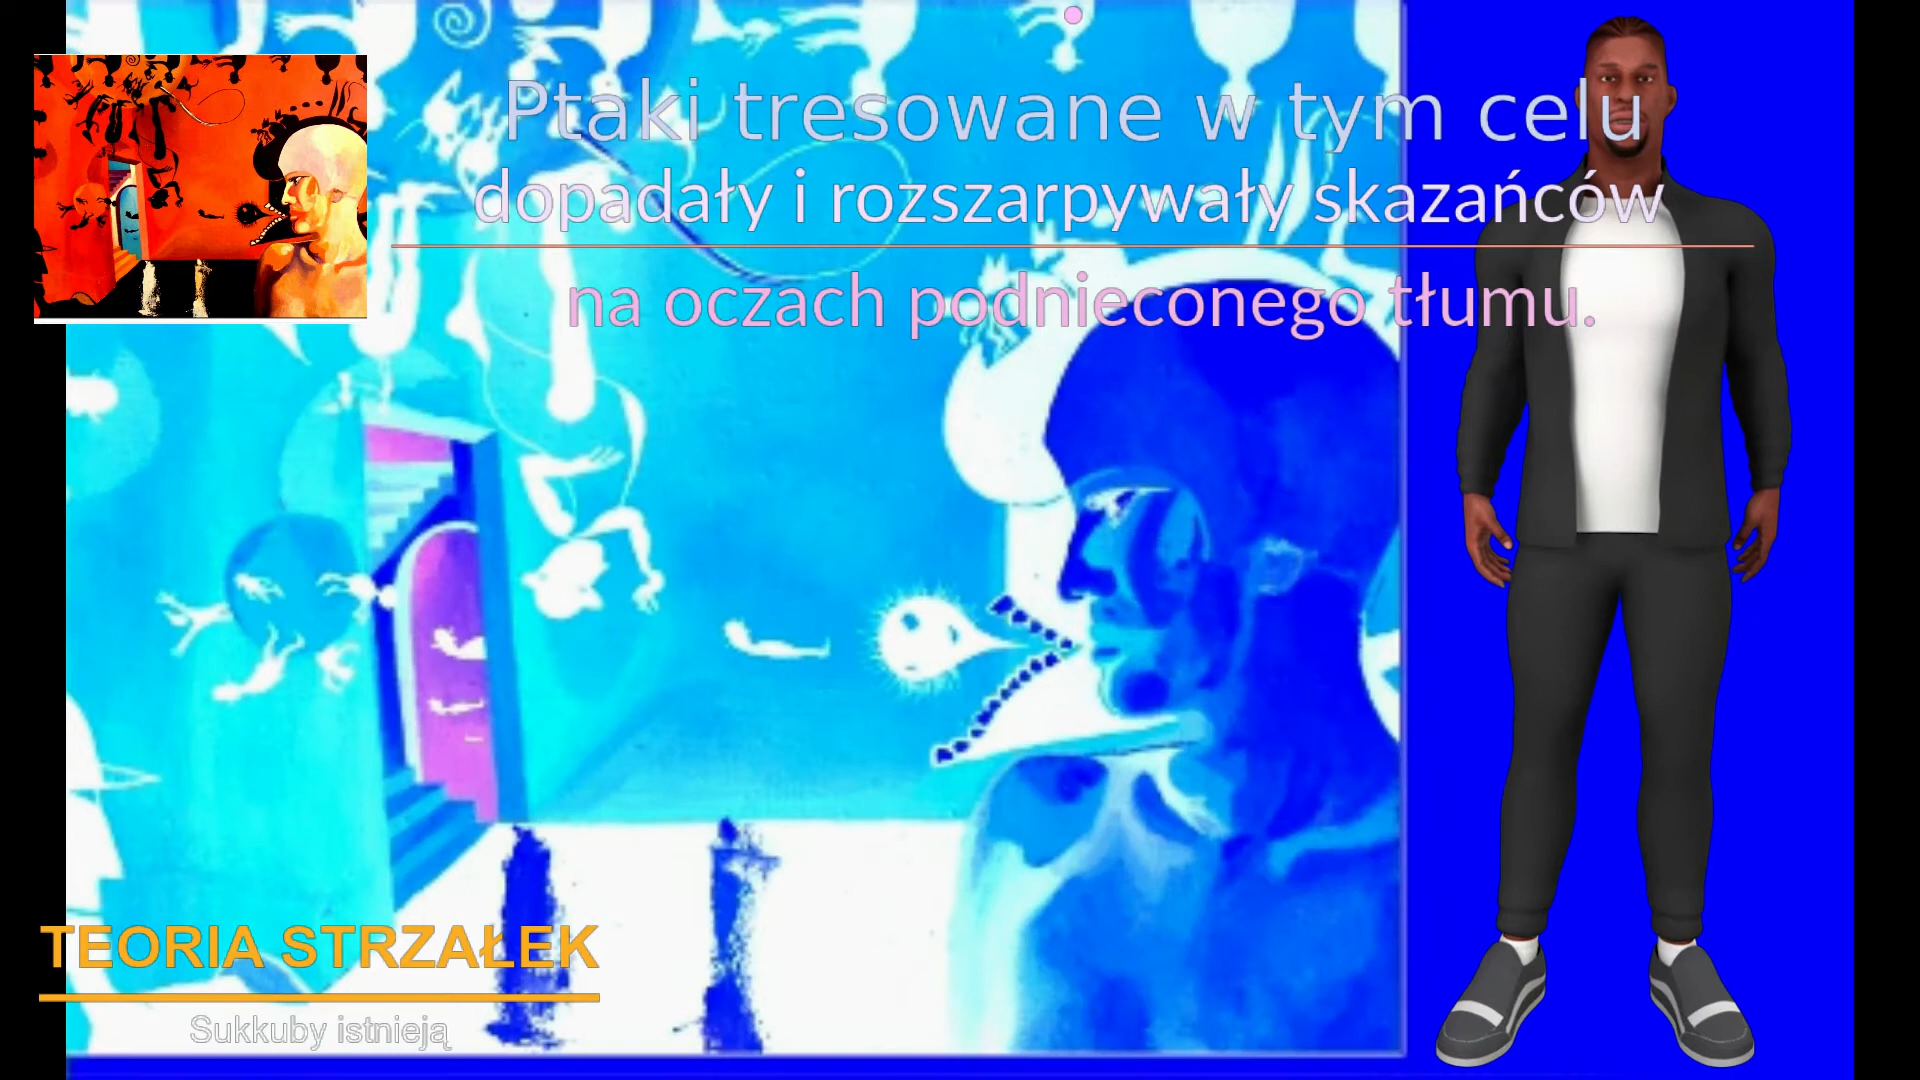 Ptaki tresowane w tym celu
dopadały i rozszarpywały skazańców
na oczach podnieconego tłumu.
TEORIA STRZAŁEK
Sukkuby istnieją